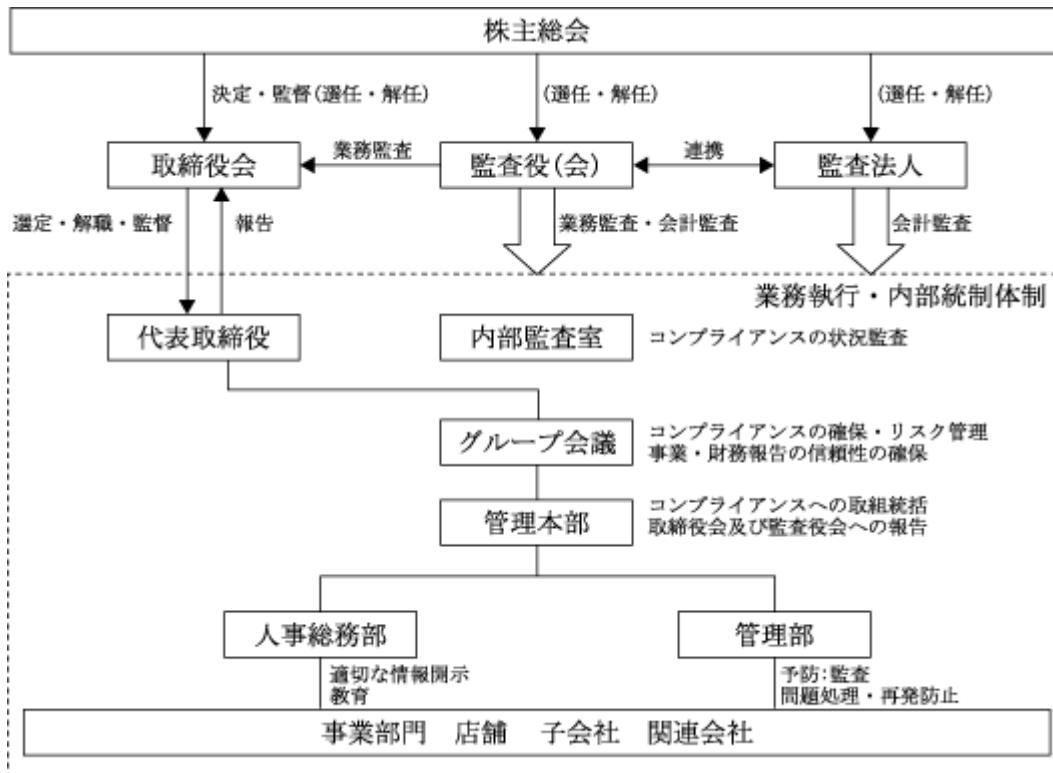 株主総会
決定・監督(選任・解任)
(選任・解任)
(選任・解任)
取締役会
業務監査
監査役(会)
連携
監査法人
選定・解職・監督
報告
業務監査・会計監査
会計監査
業務執行・内部統制体制
代表取締役
内部監査室
コンプライアンスの状況監査
グループ会議
コンプライアンスの確保・リスク管理
事業・財務報告の信頼性の確保
管理本部
コンプライアンスへの取組統括
取締役会及び監査役会への報告
人事総務部
管理部
適切な情報開示
教育
予防:監査
問題処理・再発防止
事業部門 店舗 子会社 関連会社